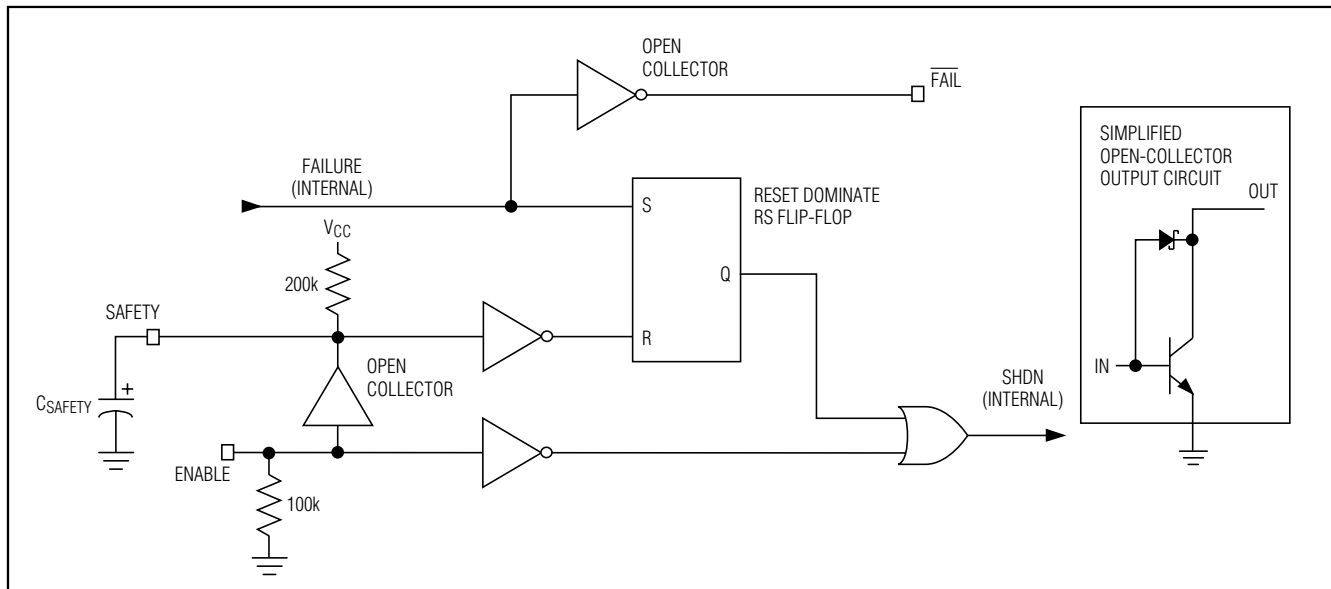 OPEN
COLLECTOR
FAIL
FAILURE
(INTERNAL)
SIMPLIFIED
OPEN-COLLECTOR
OUTPUT CIRCUIT
OUT
IN
S
RESET DOMINATE
RS FLIP-FLOP
Q
R
VCC
200k
SAFETY
OPEN
COLLECTOR
CSAFETY
SHDN
(INTERNAL)
ENABLE
100k